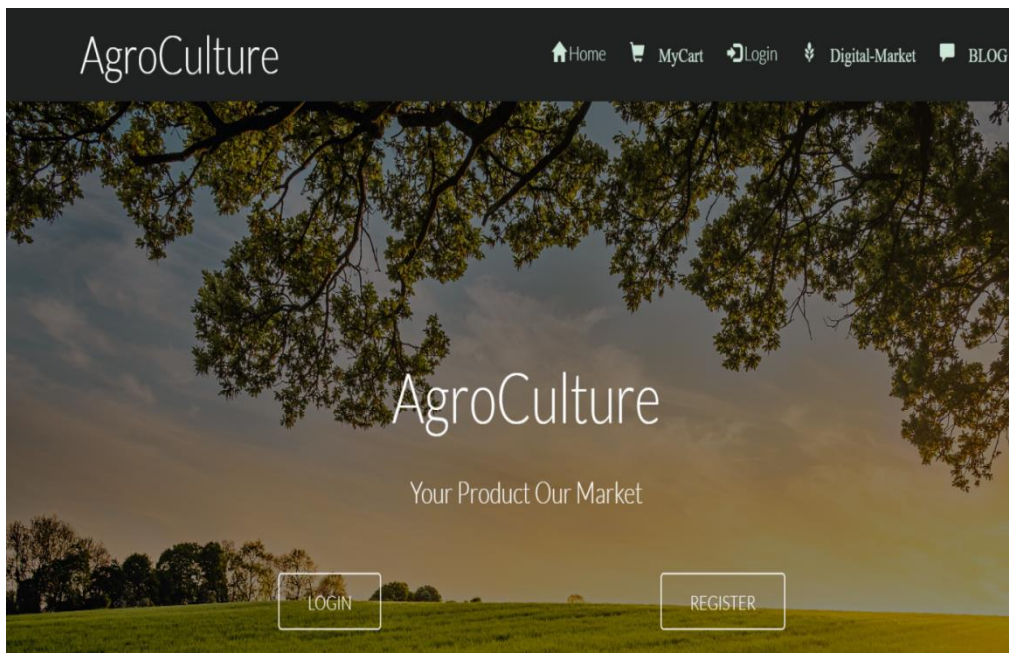 AgroCulture
Home MyCart Login Digital-Market BLOG
AgroCulture
Your Product Our Market
LOGIN REGISTER